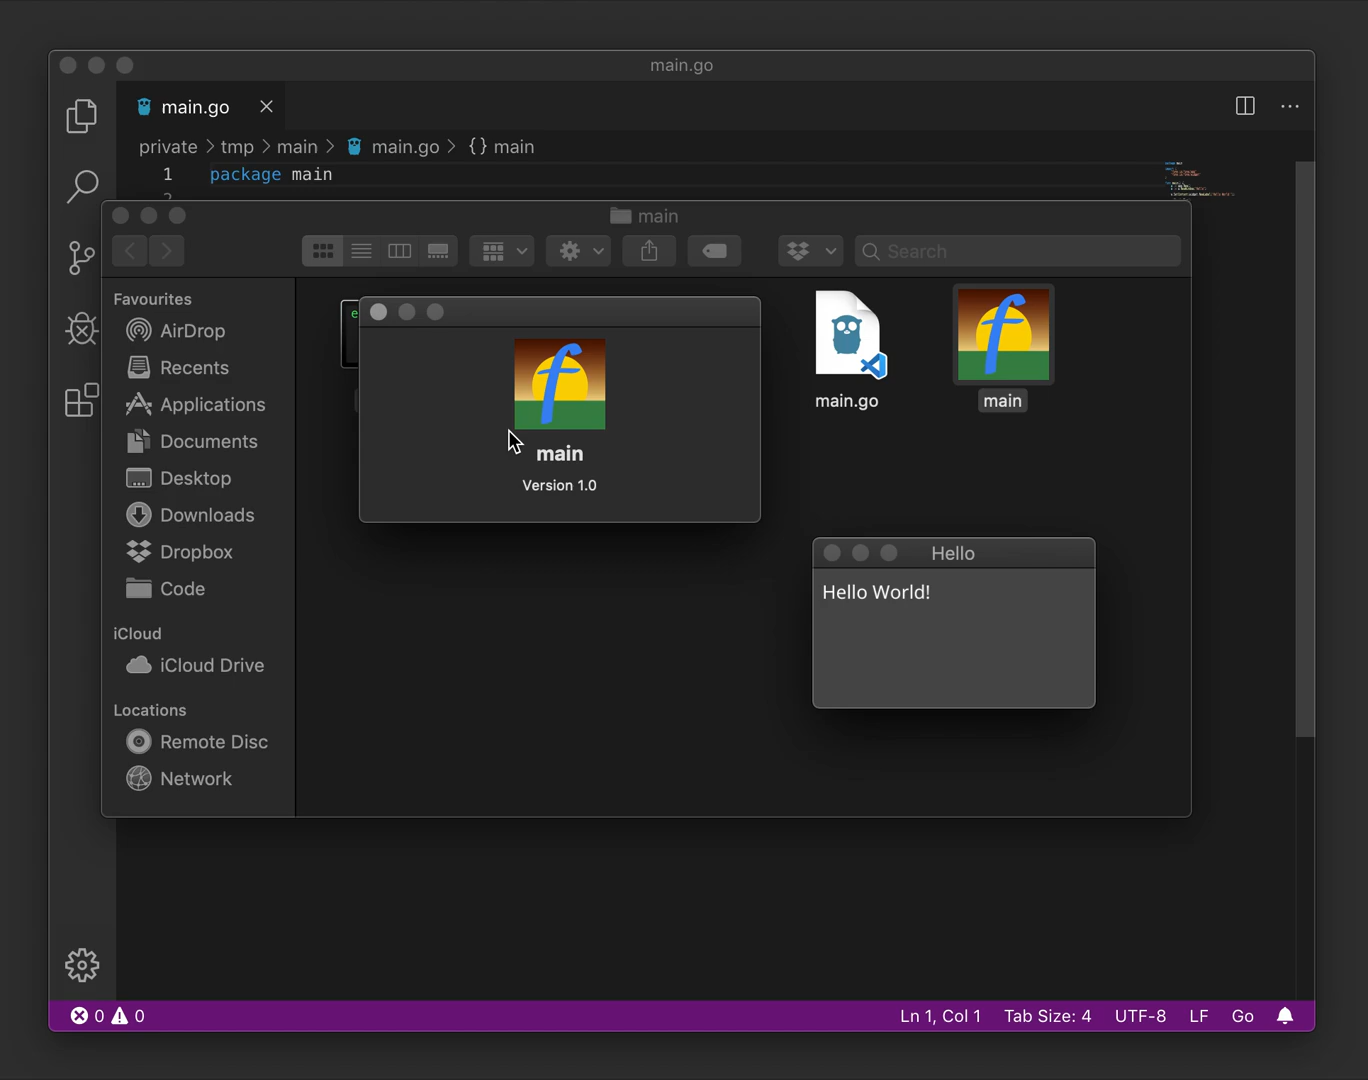 main.go
main.go
private > tmp > main > main.go > {} main
1 package main
2
main
Search
Favourites
AirDrop
Recents
Applications
Documents
Desktop
Downloads
Dropbox
Code
iCloud
iCloud Drive
Locations
Remote Disc
Network
e
main
Version 1.0
main.go
main
Hello
Hello World!
0 0
Ln 1, Col 1 Tab Size: 4 UTF-8 LF Go